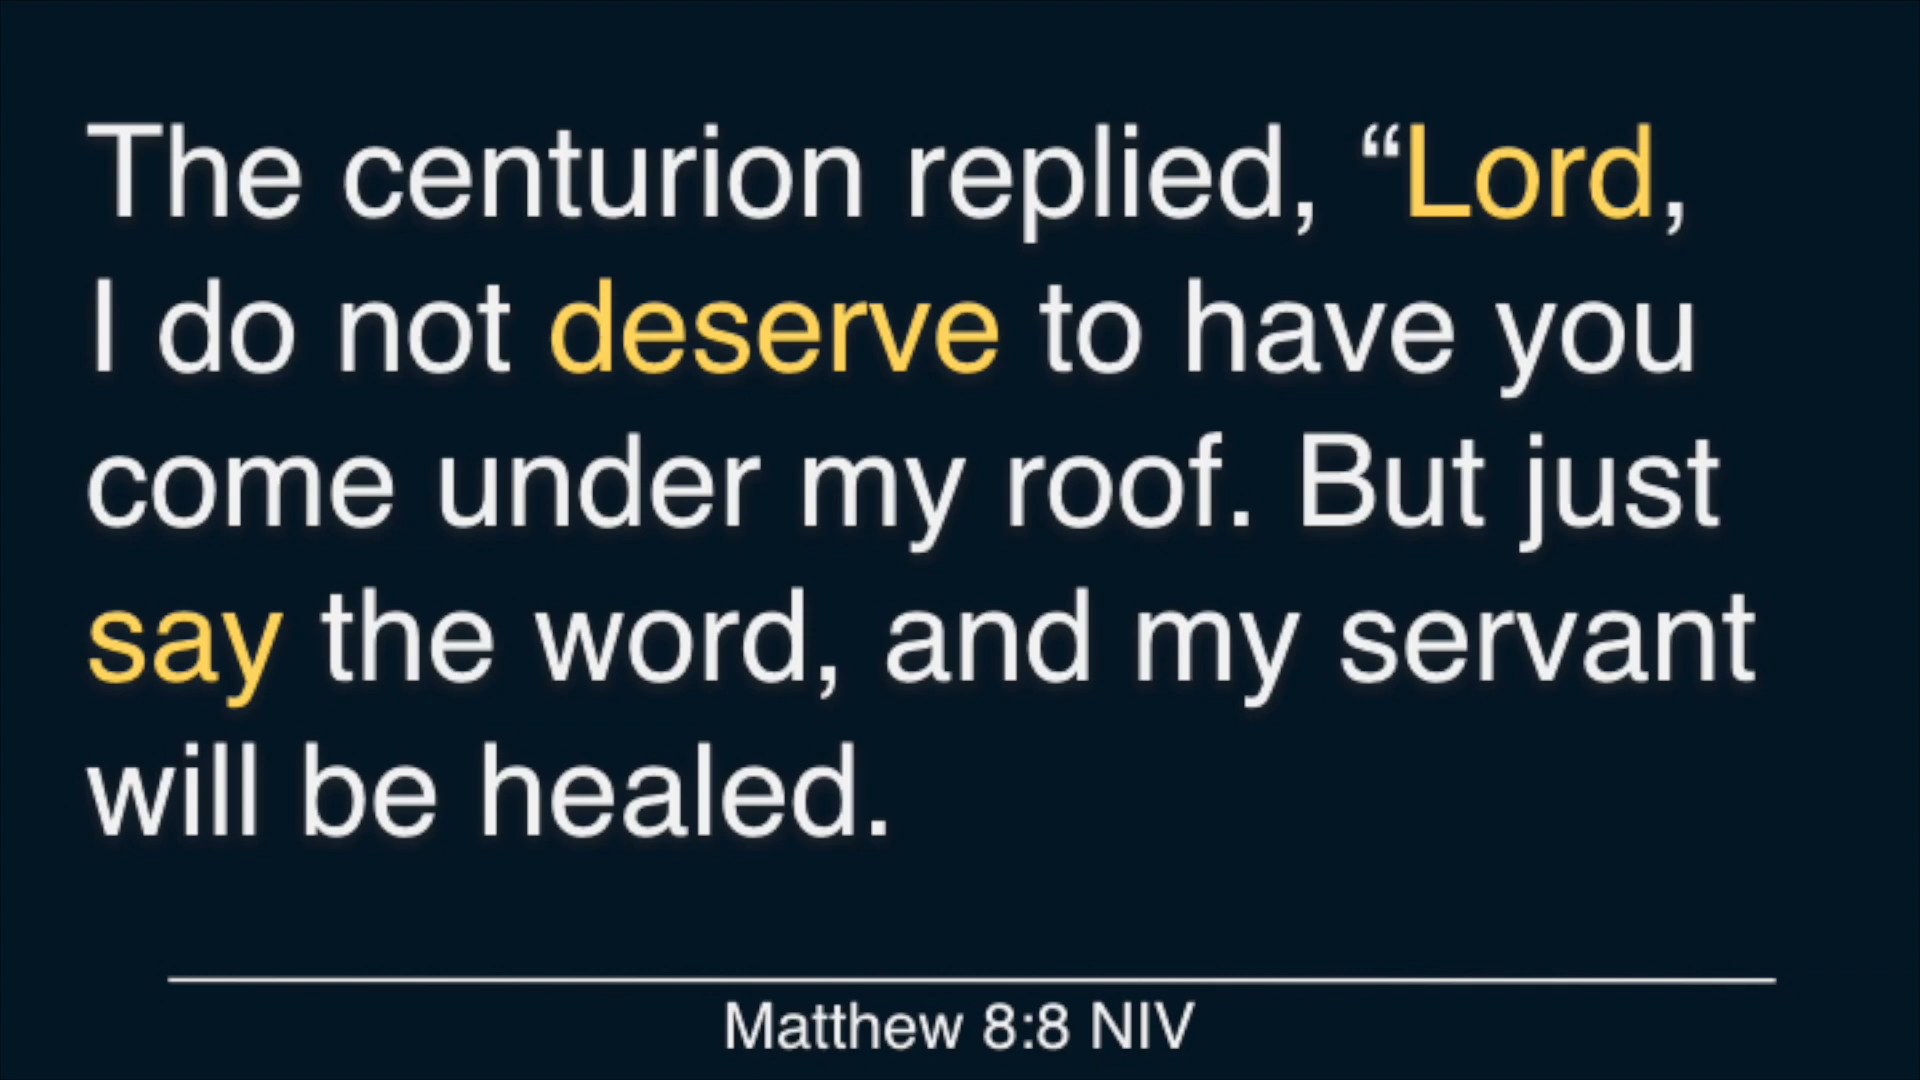 The centurion replied, “Lord,
I do not deserve to have you
come under my roof. But just
say the word, and my servant
will be healed.
Matthew 8:8 NIV